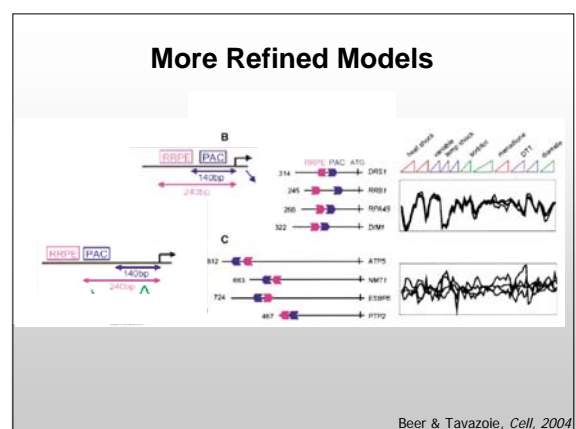 More Refined Models
B
RRPE PAC
140bp
240bp
RRPE PAC ATG
314 DRS1
245 RRB1
266 RPA49
322 DIM1
heat shock variable temp shock sorbitol menadione DTT diamide
RRPE PAC
140bp
240bp
C
612 ATP5
663 NMT1
724 ESBP6
467 PTP2
Beer & Tavazoie, Cell, 2004